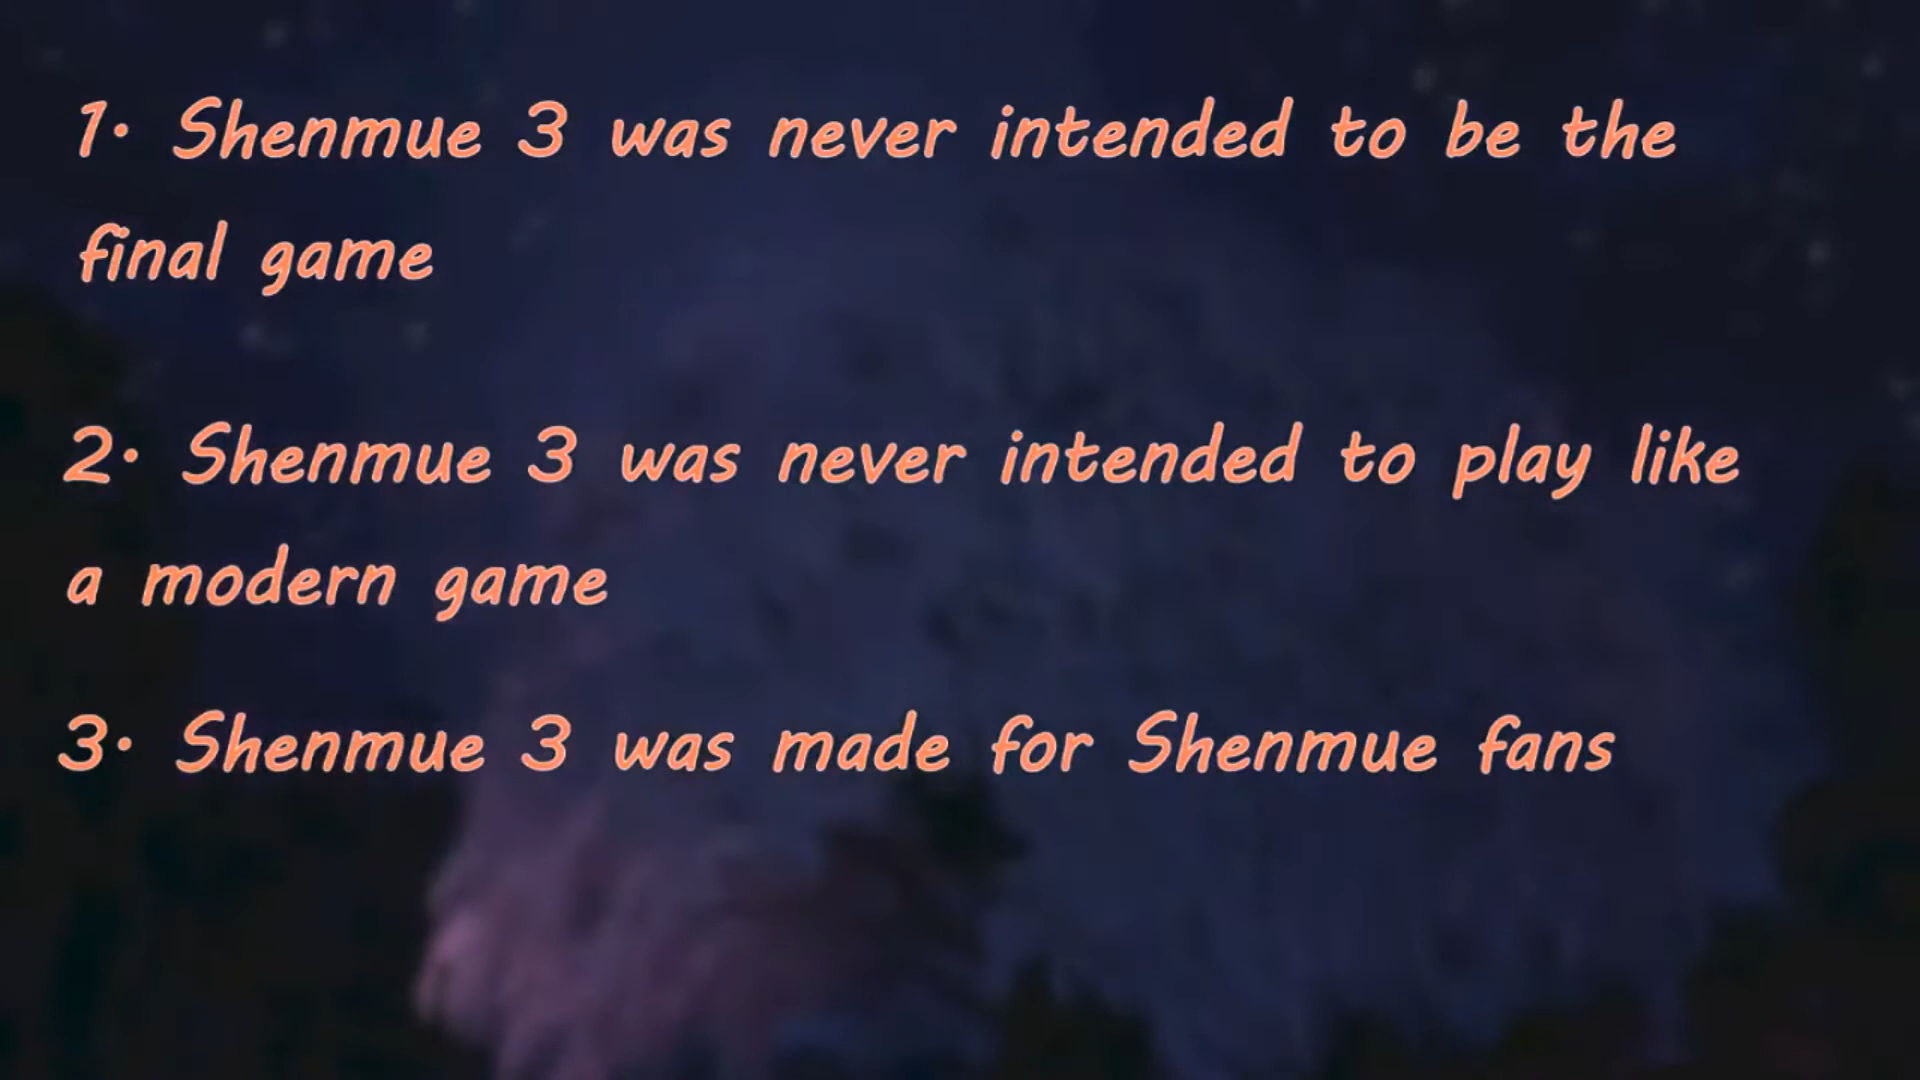 1. Shenmue 3 was never intended to be the
final game
2. Shenmue 3 was never intended to play like
a modern game
3. Shenmue 3 was made for Shenmue fans